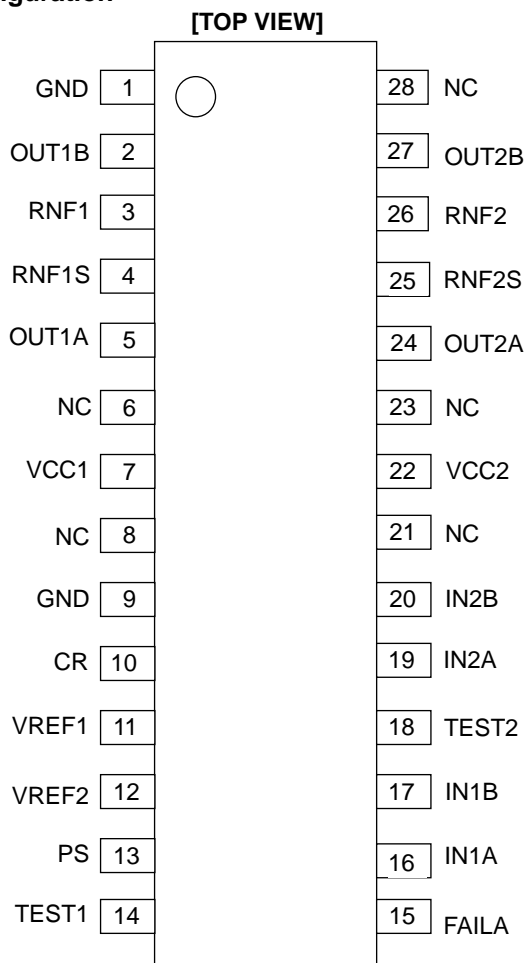 [TOP VIEW]
GND 1 28 NC
OUT1B 2 27 OUT2B
RNF1 3 26 RNF2
RNF1S 4 25 RNF2S
OUT1A 5 24 OUT2A
NC 6 23 NC
VCC1 7 22 VCC2
NC 8 21 NC
GND 9 20 IN2B
CR 10 19 IN2A
VREF1 11 18 TEST2
VREF2 12 17 IN1B
PS 13 16 IN1A
TEST1 14 15 FAILA